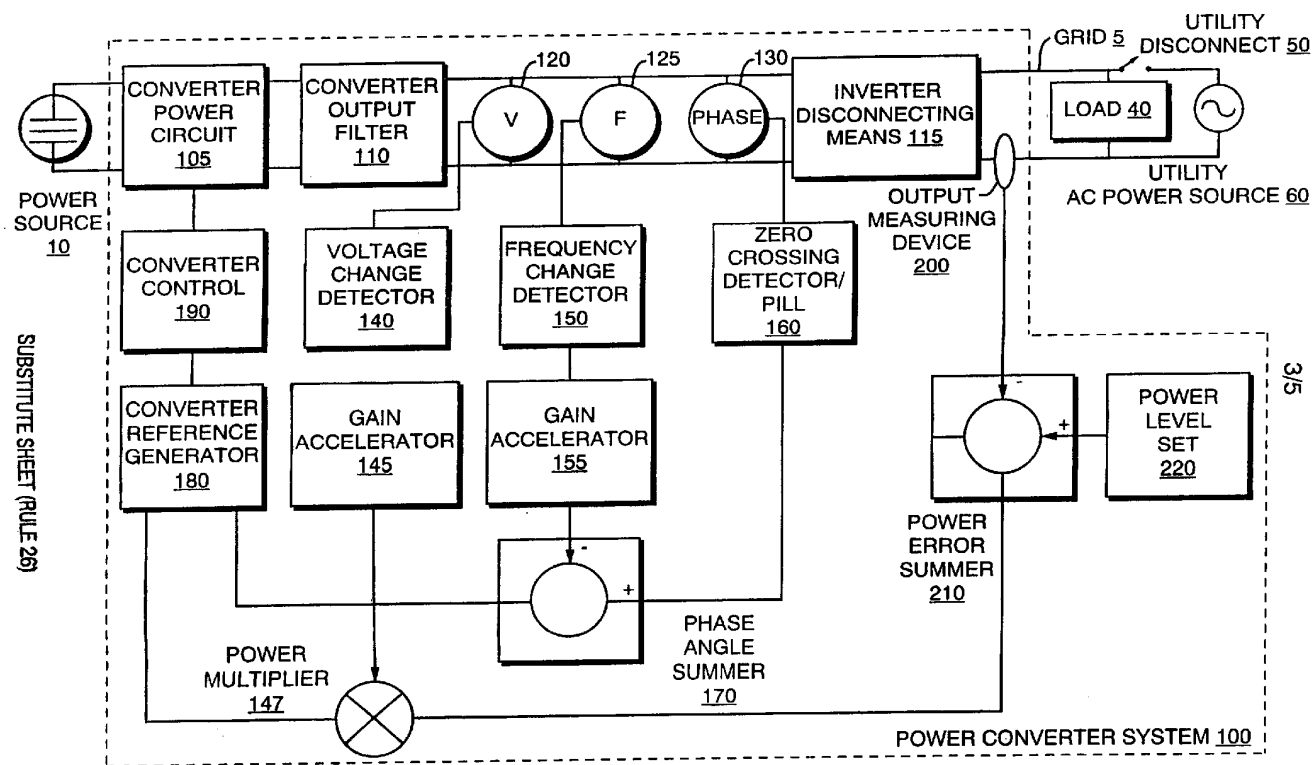 UTILITY
DISCONNECT 50
GRID 5
120
125
130
CONVERTER
POWER
CIRCUIT
105
CONVERTER
OUTPUT
FILTER
110
V
F
PHASE
INVERTER
DISCONNECTING
MEANS 115
LOAD 40
UTILITY
AC POWER SOURCE 60
POWER
SOURCE
10
OUTPUT
MEASURING
DEVICE
200
CONVERTER
CONTROL
190
VOLTAGE
CHANGE
DETECTOR
140
FREQUENCY
CHANGE
DETECTOR
150
ZERO
CROSSING
DETECTOR/
PILL
160
SUBSTITUTE SHEET (RULE 26)
3/5
CONVERTER
REFERENCE
GENERATOR
180
GAIN
ACCELERATOR
145
GAIN
ACCELERATOR
155
-
+
POWER
LEVEL
SET
220
POWER
ERROR
SUMMER
210
-
+
PHASE
ANGLE
SUMMER
170
POWER
MULTIPLIER
147
POWER CONVERTER SYSTEM 100